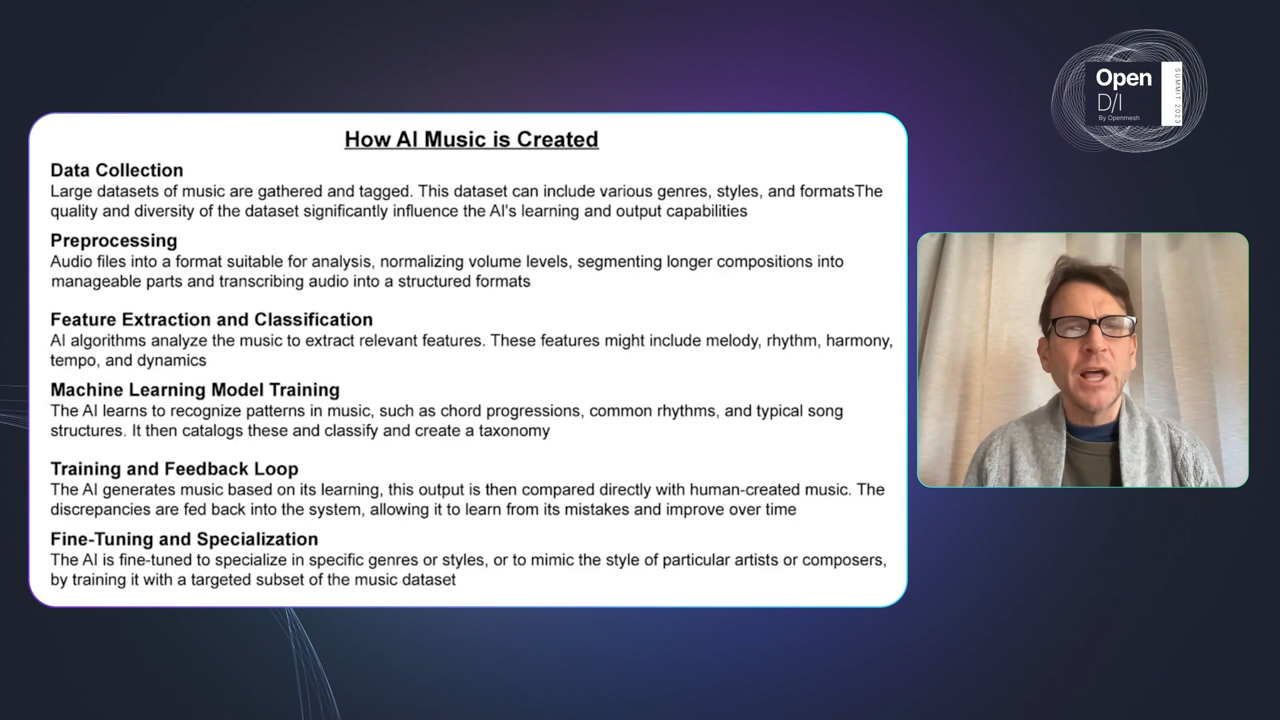 How AI Music is Created
Data Collection
Large datasets of music are gathered and tagged. This dataset can include various genres, styles, and formatsThe
quality and diversity of the dataset significantly influence the AI's learning and output capabilities
Preprocessing
Audio files into a format suitable for analysis, normalizing volume levels, segmenting longer compositions into
manageable parts and transcribing audio into a structured formats
Feature Extraction and Classification
AI algorithms analyze the music to extract relevant features. These features might include melody, rhythm, harmony,
tempo, and dynamics
Machine Learning Model Training
The AI learns to recognize patterns in music, such as chord progressions, common rhythms, and typical song
structures. It then catalogs these and classify and create a taxonomy
Training and Feedback Loop
The AI generates music based on its learning, this output is then compared directly with human-created music. The
discrepancies are fed back into the system, allowing it to learn from its mistakes and improve over time
Fine-Tuning and Specialization
The AI is fine-tuned to specialize in specific genres or styles, or to mimic the style of particular artists or composers,
by training it with a targeted subset of the music dataset
Open
D/I
By Openmesh
SUMMIT 2023